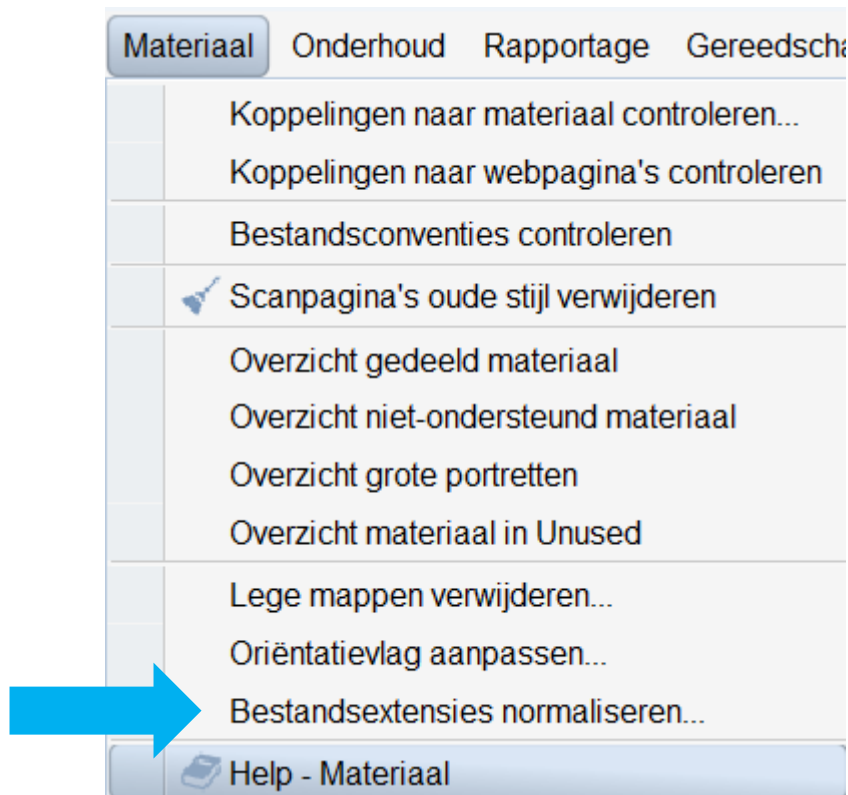 Materiaal Onderhoud Rapportage Gereedscha
Koppelingen naar materiaal controleren...
Koppelingen naar webpagina's controleren
Bestandsconventies controleren
Scanpagina's oude stijl verwijderen
Overzicht gedeeld materiaal
Overzicht niet-ondersteund materiaal
Overzicht grote portretten
Overzicht materiaal in Unused
Lege mappen verwijderen...
Oriëntatievlag aanpassen...
Bestandsextensies normaliseren...
Help - Materiaal